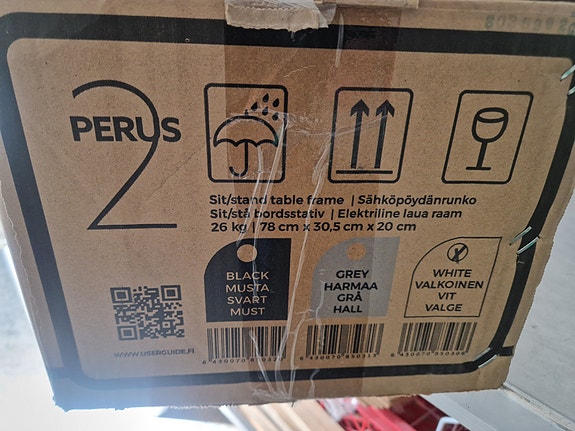 PERUS
2
Sit/stand table frame | Sähköpöydänrunko
Sit/stå bordsstativ | Elektriline laua raam
26 kg | 78 cm x 30,5 cm x 20 cm
BLACK
MUSTA
SVART
MUST
GREY
HARMAA
GRÅ
HALL
WHITE
VALKOINEN
VIT
VALGE
WWW.USERGUIDE.FI